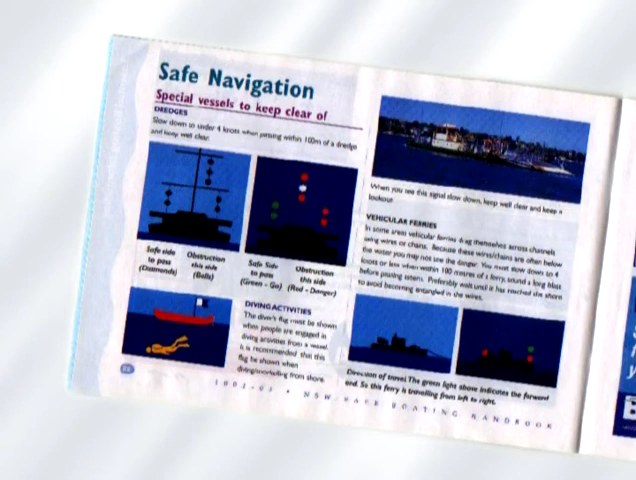 Safe Navigation
Special vessels to keep clear of
DREDGES
Slow down to under 4 knots when passing within 100m of a dredge
and keep well clear.
Safe side
to pass
(Diamonds)
Obstruction
this side
(Balls)
Safe Side
to pass
(Green - Go)
Obstruction
this side
(Red - Danger)
DIVING ACTIVITIES
The diver's flag must be shown
when people are engaged in
diving activities from a vessel.
It is recommended that this
flag be shown when
diving/snorkelling from shore.
When you see this signal slow down, keep well clear and keep a
lookout.
VEHICULAR FERRIES
In some areas vehicular ferries drag themselves across channels
using wires or chains. Because these wires/chains are often below
the water you may not see the danger. You must slow down to 4
knots or less when within 100 metres of a ferry, sound a long blast
before passing astern. Preferably wait until it has reached the shore
to avoid becoming entangled in the wires.
Direction of travel: The green light above indicates the forward
end. So this ferry is travelling from left to right.
NSW SAFE BOATING HANDBOOK
B